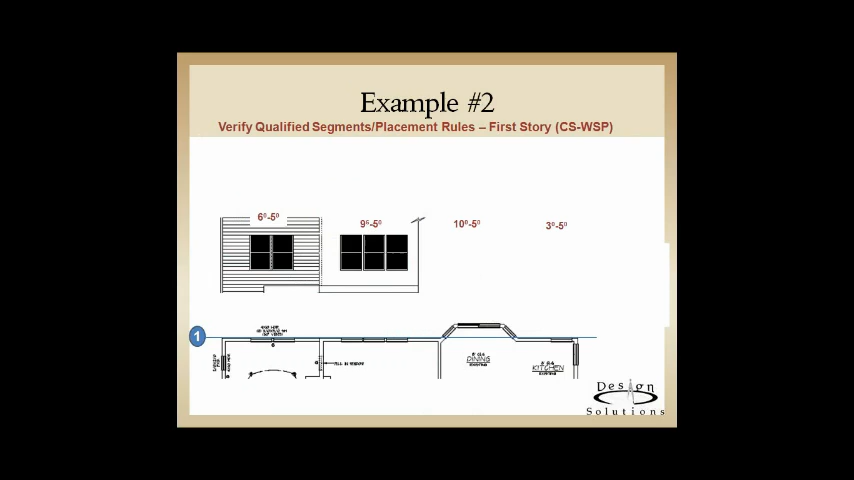 Example #2
Verify Qualified Segments/Placement Rules – First Story (CS-WSP)
6⁰-5⁰
9⁶-5⁰
10⁰-5⁰
3⁰-5⁰
1
DINING
KITCHEN
Design
Solutions